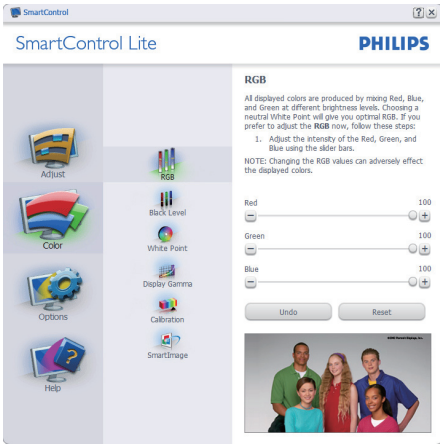 SmartControl
? ×
SmartControl Lite
PHILIPS
Adjust
Color
Options
Help
RGB
Black Level
White Point
Display Gamma
Calibration
SmartImage
RGB
All displayed colors are produced by mixing Red, Blue,
and Green at different brightness levels. Choosing a
neutral White Point will give you optimal RGB. If you
prefer to adjust the RGB now, follow these steps:
1. Adjust the intensity of the Red, Green, and
Blue using the slider bars.
NOTE: Changing the RGB values can adversely effect
the displayed colors.
Red 100
Green 100
Blue 100
Undo Reset